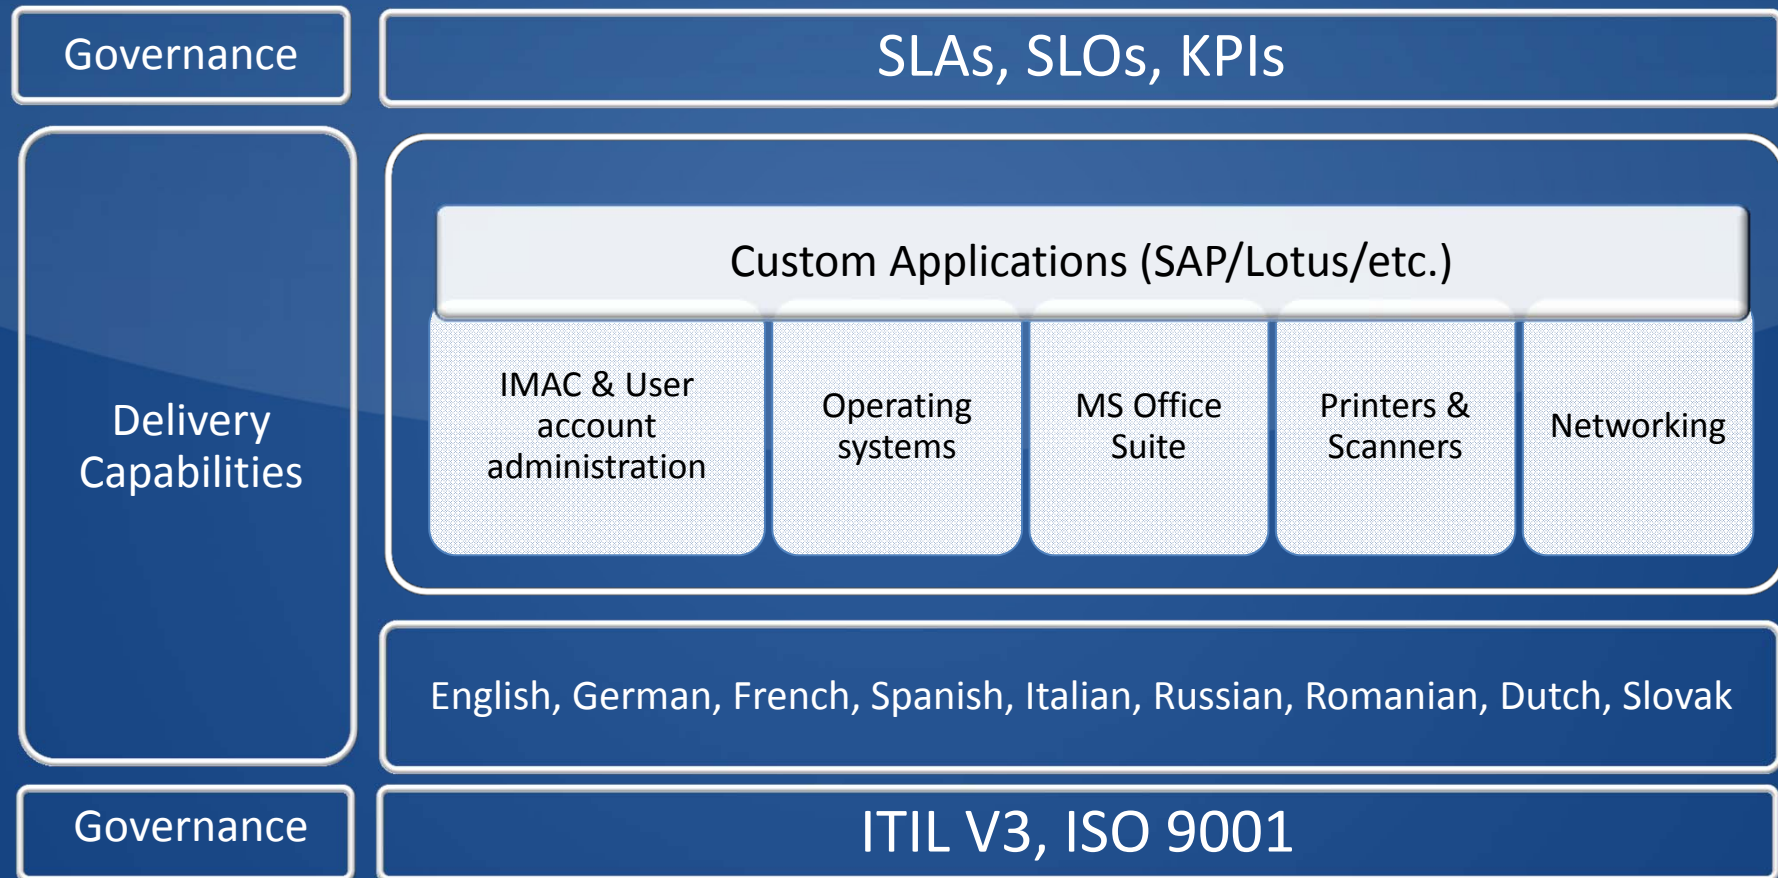 Governance
SLAs, SLOs, KPIs
Delivery
Capabilities
Custom Applications (SAP/Lotus/etc.)
IMAC & User
account
administration
Operating
systems
MS Office
Suite
Printers &
Scanners
Networking
English, German, French, Spanish, Italian, Russian, Romanian, Dutch, Slovak
Governance
ITIL V3, ISO 9001